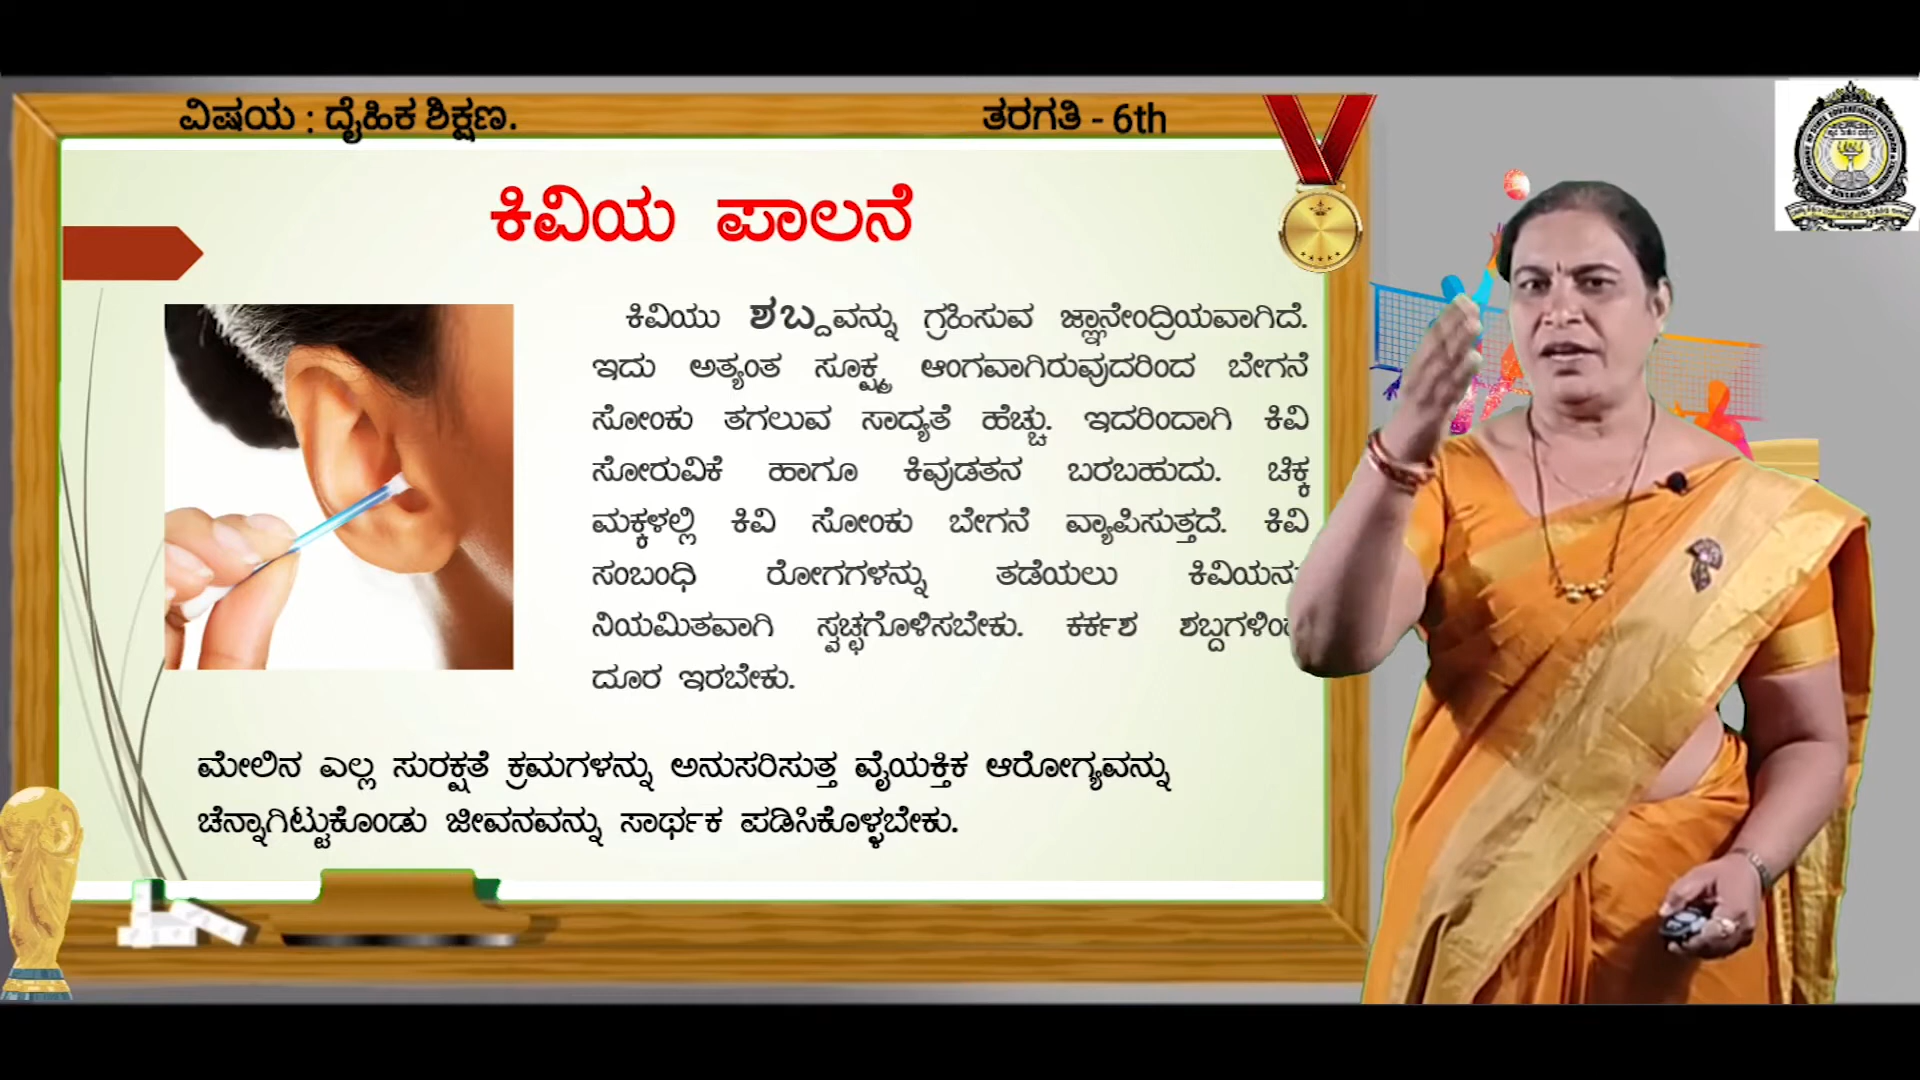 ವಿಷಯ : ದೈಹಿಕ ಶಿಕ್ಷಣ.
ತರಗತಿ - 6th
ಕಿವಿಯ ಪಾಲನೆ
ಕಿವಿಯು ಶಬ್ದವನ್ನು ಗ್ರಹಿಸುವ ಜ್ಞಾನೇಂದ್ರಿಯವಾಗಿದೆ.
ಇದು ಅತ್ಯಂತ ಸೂಕ್ಷ್ಮ ಆಂಗವಾಗಿರುವುದರಿಂದ ಬೇಗನೆ
ಸೋಂಕು ತಗಲುವ ಸಾದ್ಯತೆ ಹೆಚ್ಚು. ಇದರಿಂದಾಗಿ ಕಿವಿ
ಸೋರುವಿಕೆ ಹಾಗೂ ಕಿವುಡತನ ಬರಬಹುದು. ಚಿಕ್ಕ
ಮಕ್ಕಳಲ್ಲಿ ಕಿವಿ ಸೋಂಕು ಬೇಗನೆ ವ್ಯಾಪಿಸುತ್ತದೆ. ಕಿವಿ
ಸಂಬಂಧಿ ರೋಗಗಳನ್ನು ತಡೆಯಲು
ನಿಯಮಿತವಾಗಿ ಸ್ವಚ್ಛಗೊಳಿಸಬೇಕು. ಕರ್ಕಶ
ದೂರ ಇರಬೇಕು.
ಮೇಲಿನ ಎಲ್ಲ ಸುರಕ್ಷತೆ ಕ್ರಮಗಳನ್ನು ಅನುಸರಿಸುತ್ತ ವೈಯಕ್ತಿಕ ಆರೋಗ್ಯವನ್ನು
ಚೆನ್ನಾಗಿಟ್ಟುಕೊಂಡು ಜೀವನವನ್ನು ಸಾರ್ಥಕ ಪಡಿಸಿಕೊಳ್ಳಬೇಕು.